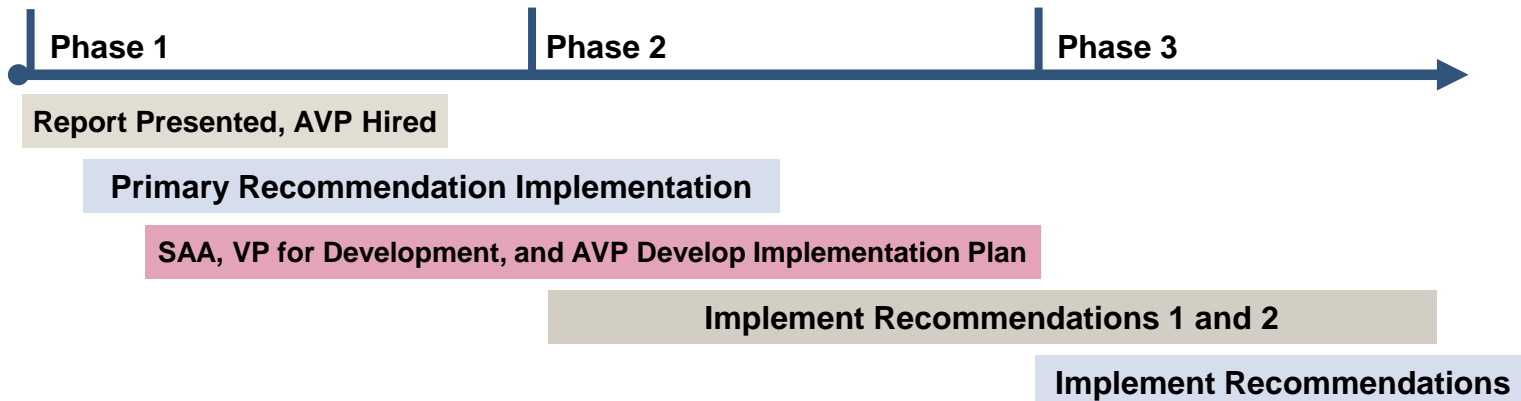 Phase 1
Phase 2
Phase 3
Report Presented, AVP Hired
Primary Recommendation Implementation
SAA, VP for Development, and AVP Develop Implementation Plan
Implement Recommendations 1 and 2
Implement Recommendations